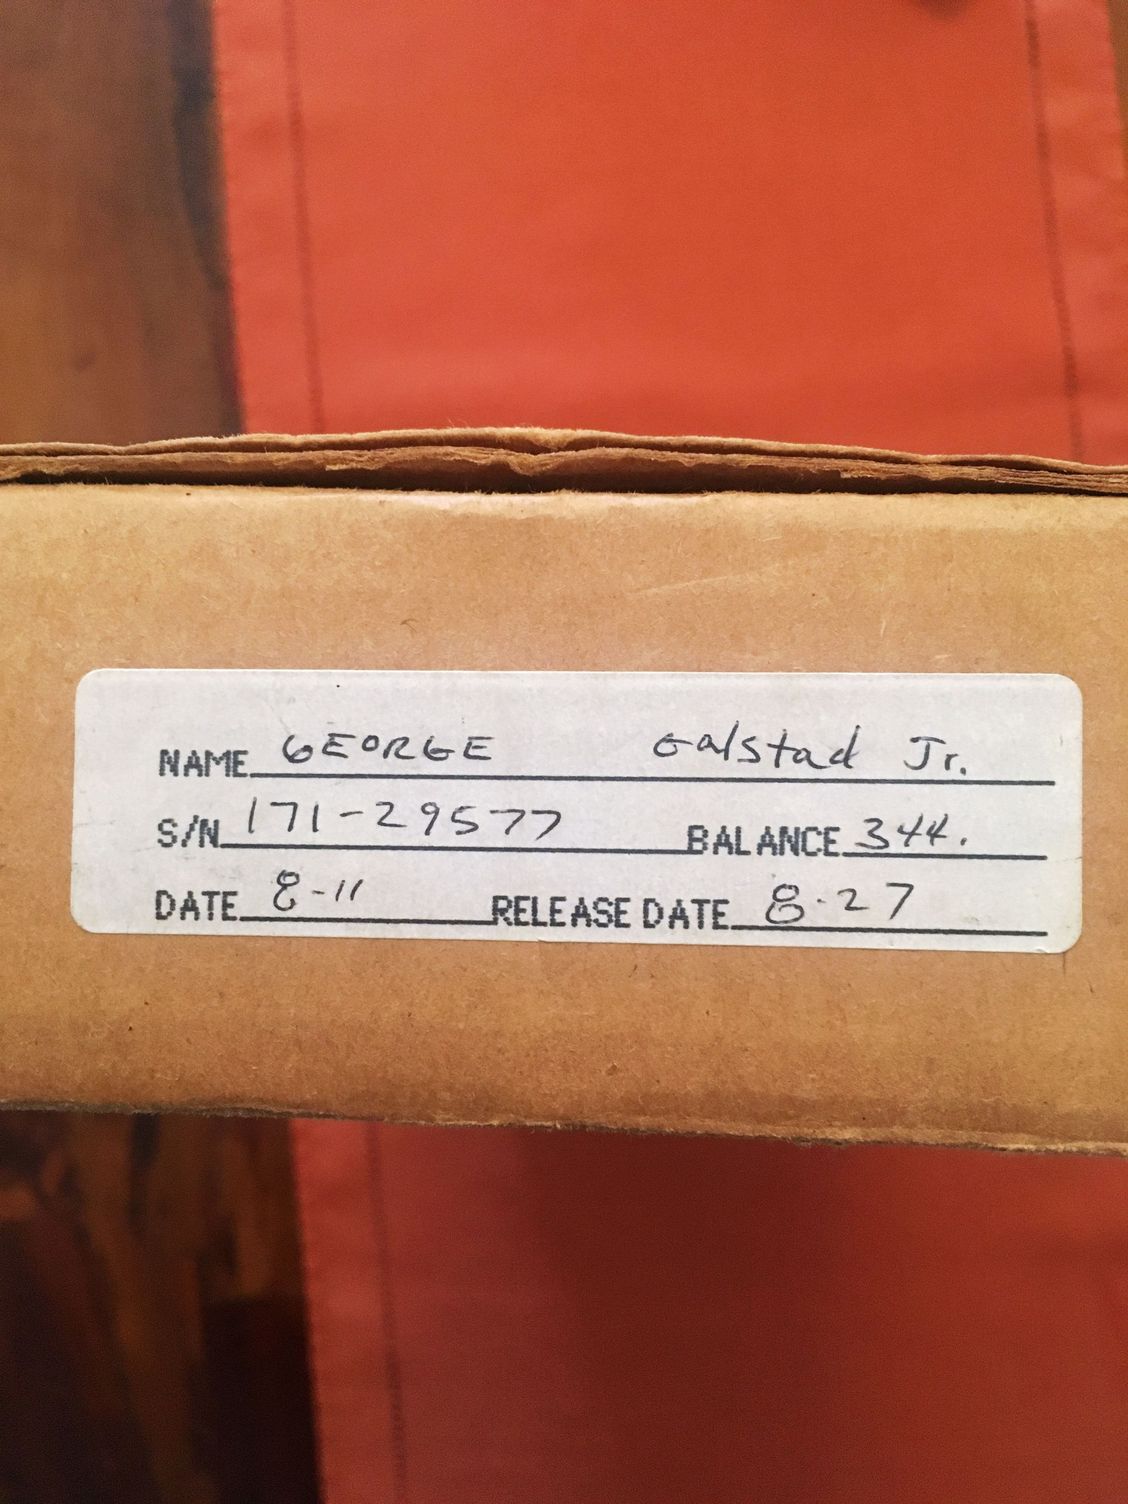 NAME GEORGE Galstad Jr.
S/N 171-29577 BALANCE 344.
DATE 8-11 RELEASE DATE 8-27